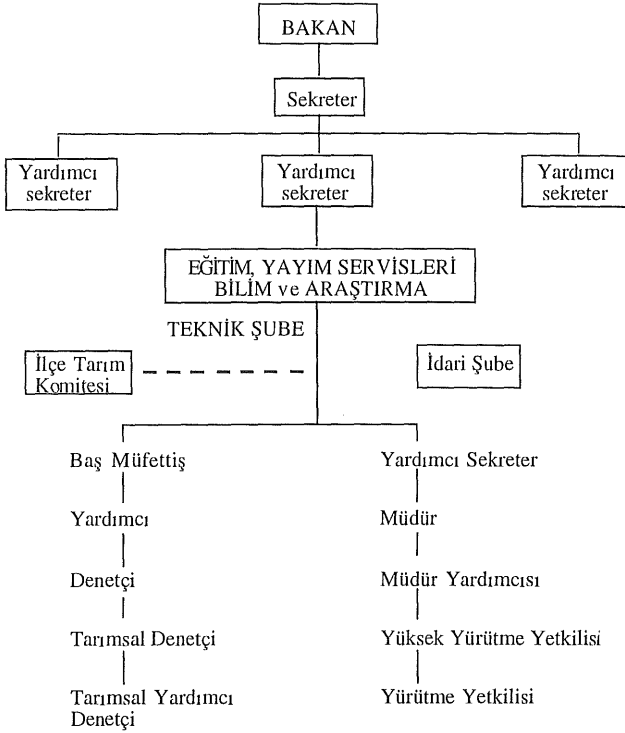 BAKAN
Sekreter
Yardımcı
sekreter
Yardımcı
sekreter
Yardımcı
sekreter
EĞİTİM, YAYIM SERVİSLERİ
BİLİM ve ARAŞTIRMA
TEKNİK ŞUBE
İlçe Tarım
Komitesi
İdari Şube
Baş Müfettiş
Yardımcı
Denetçi
Tarımsal Denetçi
Tarımsal Yardımcı
Denetçi
Yardımcı Sekreter
Müdür
Müdür Yardımcısı
Yüksek Yürütme Yetkilisi
Yürütme Yetkilisi